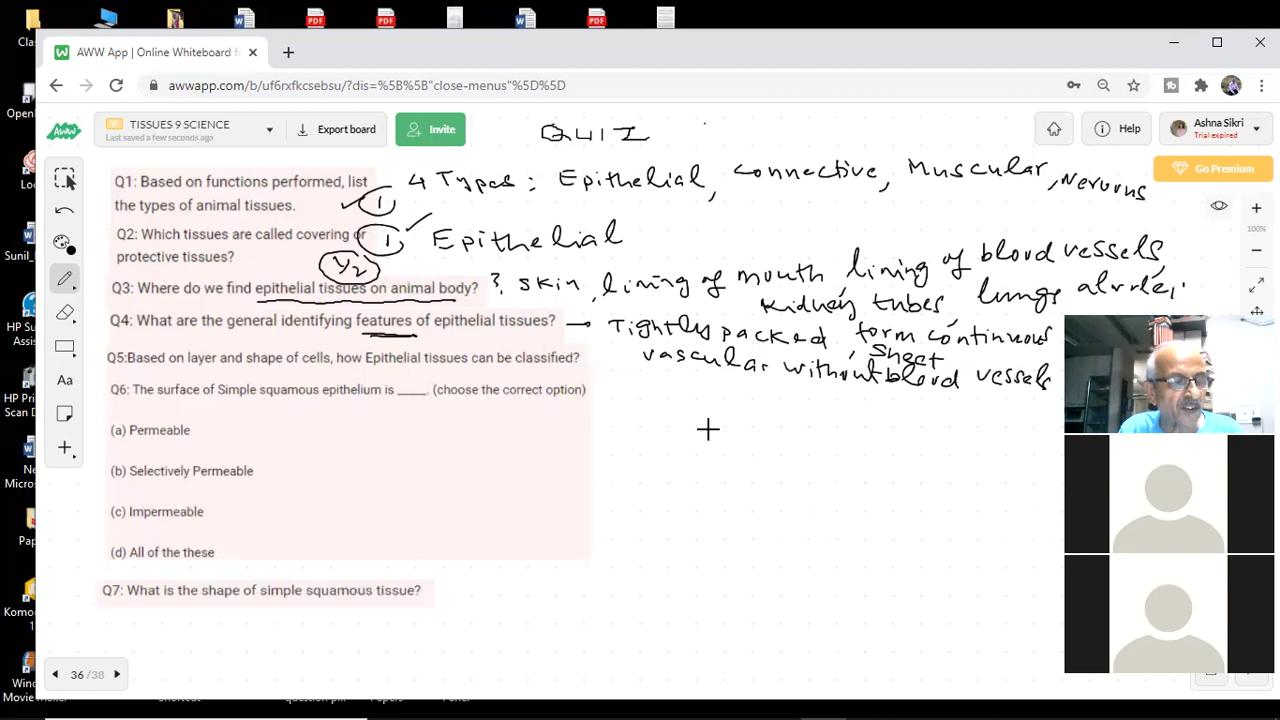 AWW App | Online Whiteboard f
awwapp.com/b/uf6rxfkcsebsu/?dis=%5B%5B"close-menus"%5D%5D
TISSUES 9 SCIENCE
Last saved a few seconds ago
Export board
Invite
QUIZ
Help
Ashna Sikri
Trial expired
Go Premium
100%
Q1: Based on functions performed, list
the types of animal tissues.
1
4 Types : Epithelial, connective, Muscular, Nervous
Q2: Which tissues are called covering or
protective tissues?
1
Epithelial
1/2
Q3: Where do we find epithelial tissues on animal body?
? skin, lining of mouth, lining of blood vessels,
Kidney tubes, lungs
Q4: What are the general identifying features of epithelial tissues?
Tightly packed, form continuous
sheet
vascular without blood vessels
Q5:Based on layer and shape of cells, how Epithelial tissues can be classified?
Q6: The surface of Simple squamous epithelium is _____. (choose the correct option)
(a) Permeable
(b) Selectively Permeable
(c) Impermeable
(d) All of the these
Q7: What is the shape of simple squamous tissue?
Aa
36 /38